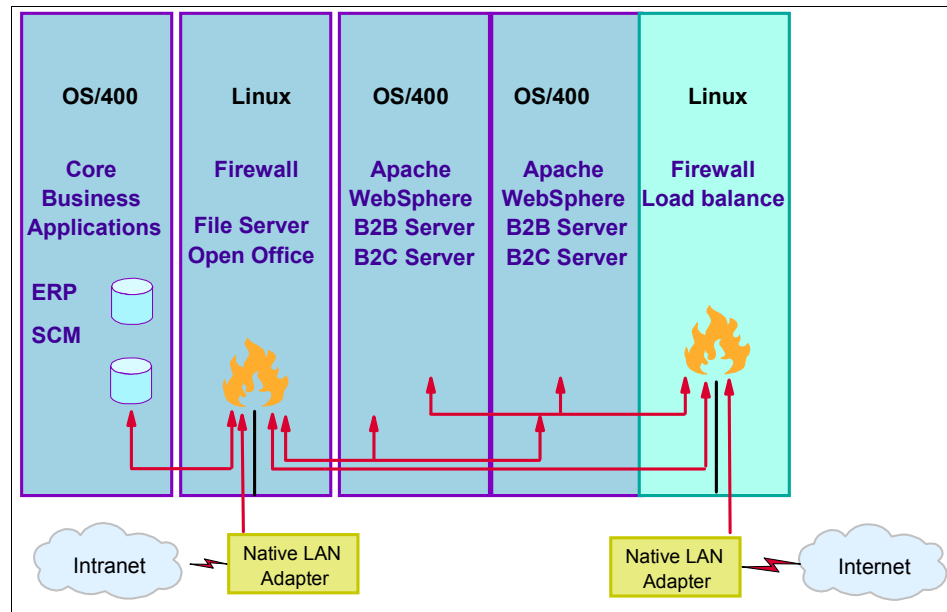 OS/400
Core
Business
Applications
ERP
SCM
Linux
Firewall
File Server
Open Office
OS/400
Apache
WebSphere
B2B Server
B2C Server
OS/400
Apache
WebSphere
B2B Server
B2C Server
Linux
Firewall
Load balance
Intranet
Native LAN
Adapter
Native LAN
Adapter
Internet